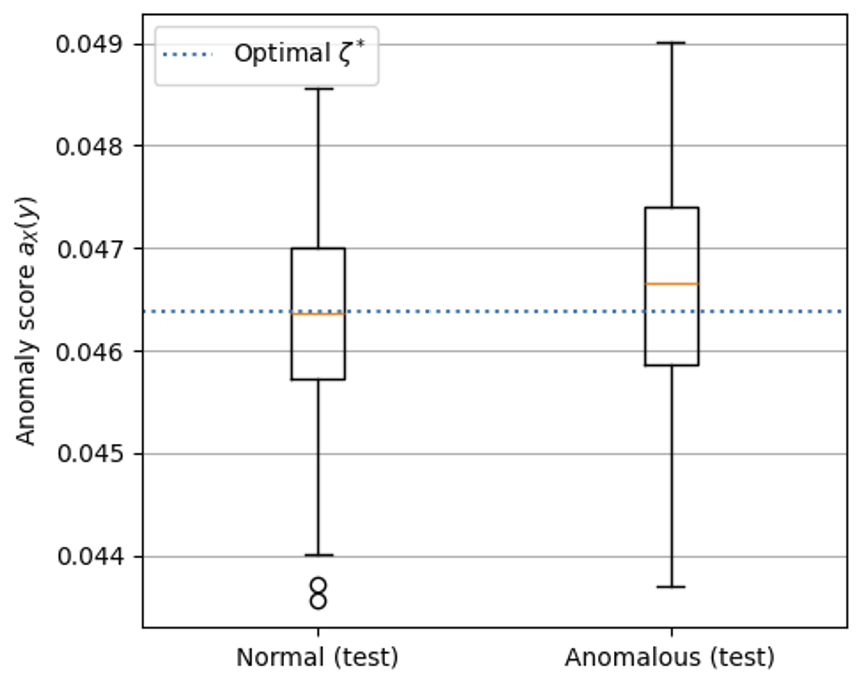 Optimal ζ*
0.049
0.048
0.047
0.046
0.045
0.044
Anomaly score a_X(y)
Normal (test)
Anomalous (test)